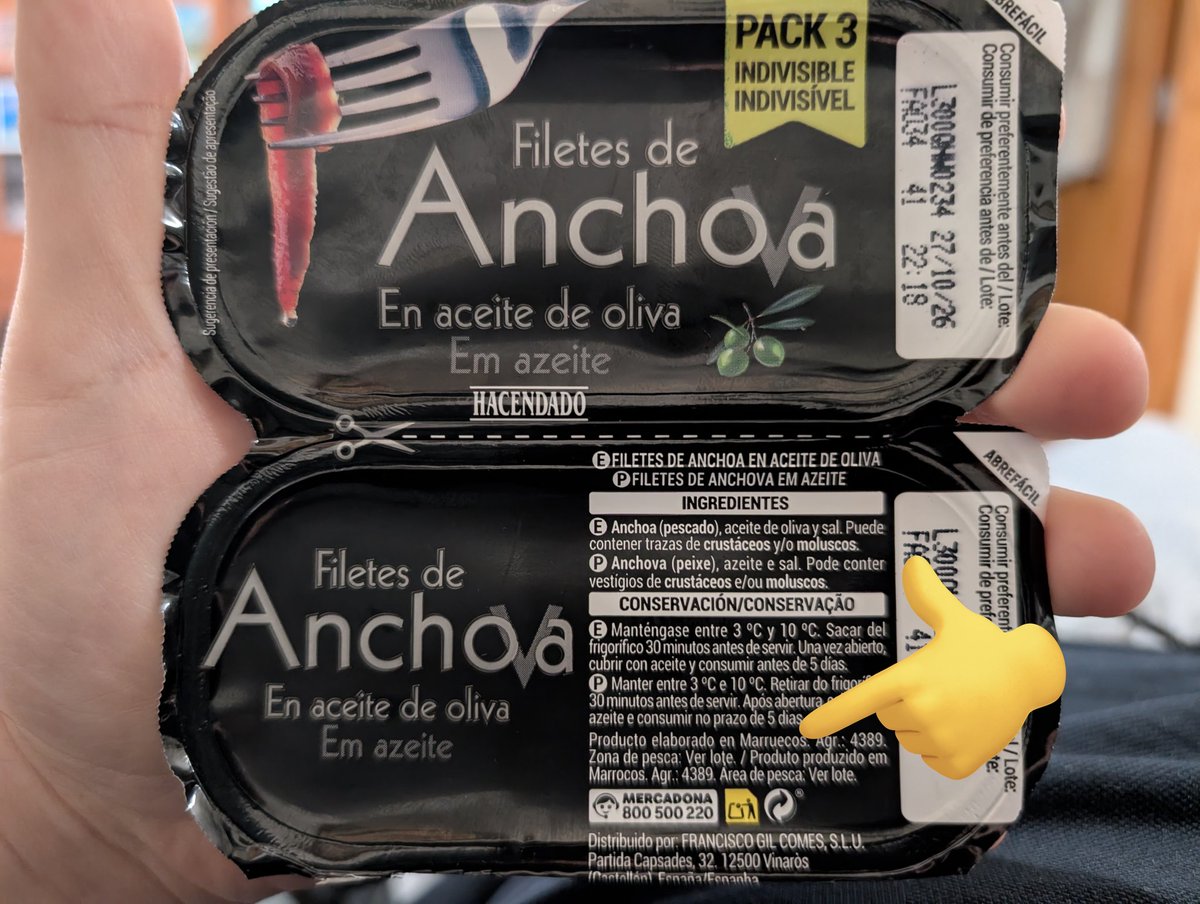 PACK 3
INDIVISIBLE
INDIVISÍVEL
ABREFÁCIL
Consumir preferentemente antes del / Lote:
Consumir de preferencia antes de / Lote:
L300GMM0234 27/10/26
FA034 41 22:18
Sugerencia de presentación / Sugestão de apresentação
Filetes de
Anchova
En aceite de oliva
Em azeite
HACENDADO
E FILETES DE ANCHOA EN ACEITE DE OLIVA
P FILETES DE ANCHOVA EM AZEITE
INGREDIENTES
E Anchoa (pescado), aceite de oliva y sal. Puede
contener trazas de crustáceos y/o moluscos.
P Anchova (peixe), azeite e sal. Pode conter
vestígios de crustáceos e/ou moluscos.
CONSERVACIÓN/CONSERVAÇÃO
E Manténgase entre 3 ºC y 10 ºC. Sacar del
frigorífico 30 minutos antes de servir. Una vez abierto,
cubrir con aceite y consumir antes de 5 días.
P Manter entre 3 ºC e 10 ºC. Retirar do
30 minutos antes de servir. Após abertura,
azeite e consumir no prazo de 5 dias
Producto elaborado en Marruecos. Agr.: 4389.
Zona de pesca: Ver lote. / Produto produzido em
Marrocos. Agr.: 4389. Área de pesca: Ver lote.
MERCADONA
800 500 220
Distribuido por: FRANCISCO GIL COMES, S.L.U.
Partida Capsades, 32. 12500 Vinaròs
(Castellón) España/Espanha
Filetes de
Anchova
En aceite de oliva
Em azeite
ABREFÁCIL
Consumir
Consumir de
/ Lote: